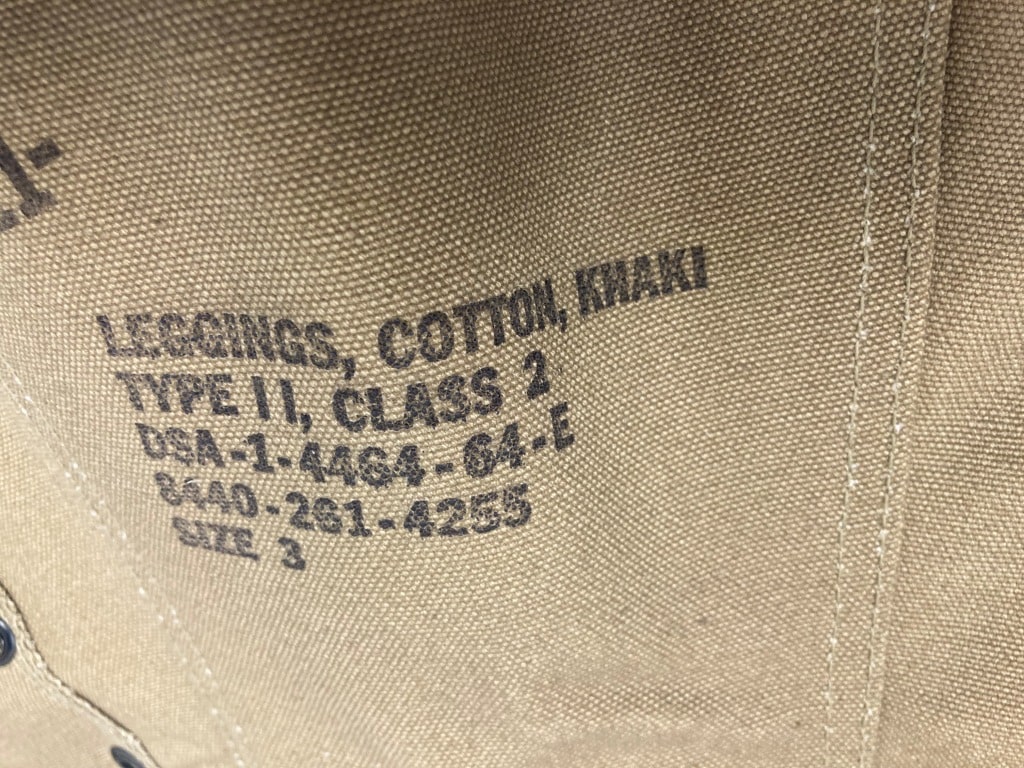 LEGGINGS, COTTON, KHAKI
TYPE II, CLASS 2
DSA-1-4464-64-E
8440-261-4255
SIZE 3